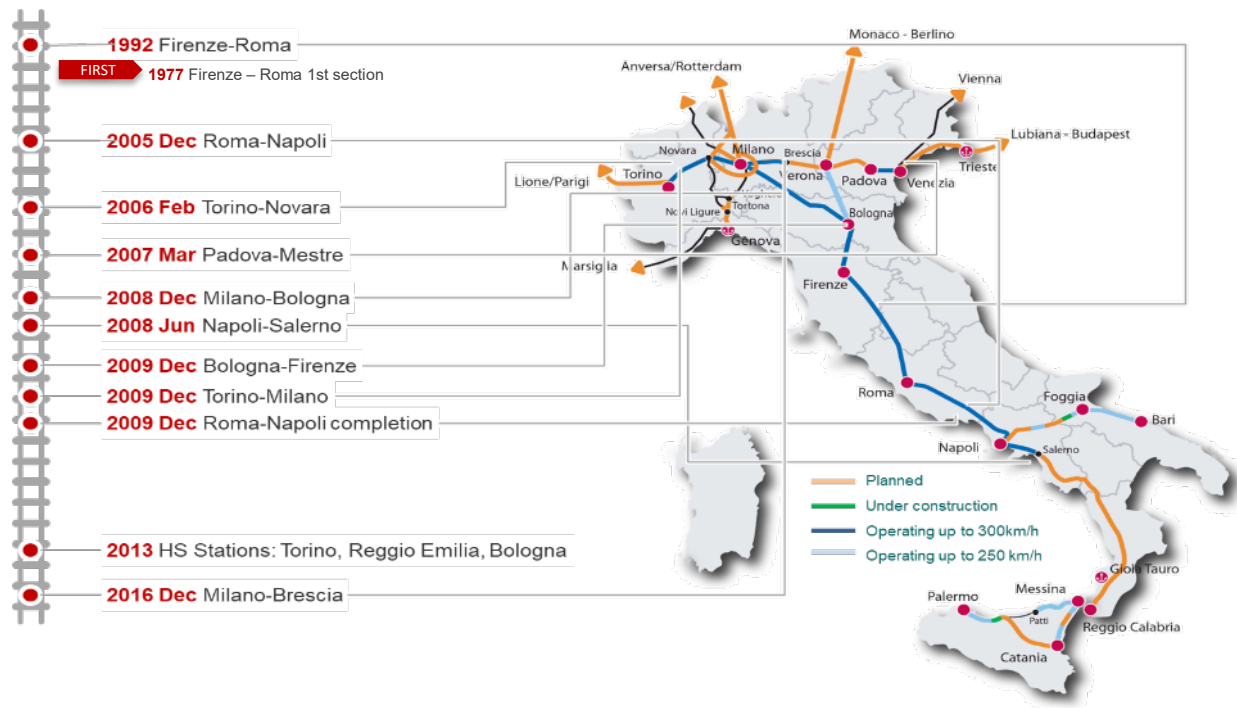 1992 Firenze-Roma
FIRST
1977 Firenze – Roma 1st section
2005 Dec Roma-Napoli
2006 Feb Torino-Novara
2007 Mar Padova-Mestre
2008 Dec Milano-Bologna
2008 Jun Napoli-Salerno
2009 Dec Bologna-Firenze
2009 Dec Torino-Milano
2009 Dec Roma-Napoli completion
2013 HS Stations: Torino, Reggio Emilia, Bologna
2016 Dec Milano-Brescia
Monaco - Berlino
Anversa/Rotterdam
Vienna
Lubiana - Budapest
Novara
Milano
Brescia
Verona
Padova
Venezia
Trieste
Lione/Parigi
Torino
Tortona
Novi Ligure
Genova
Bologna
Marsiglia
Firenze
Roma
Foggia
Bari
Napoli
Salerno
Planned
Under construction
Operating up to 300km/h
Operating up to 250 km/h
Gioia Tauro
Messina
Palermo
Patti
Reggio Calabria
Catania